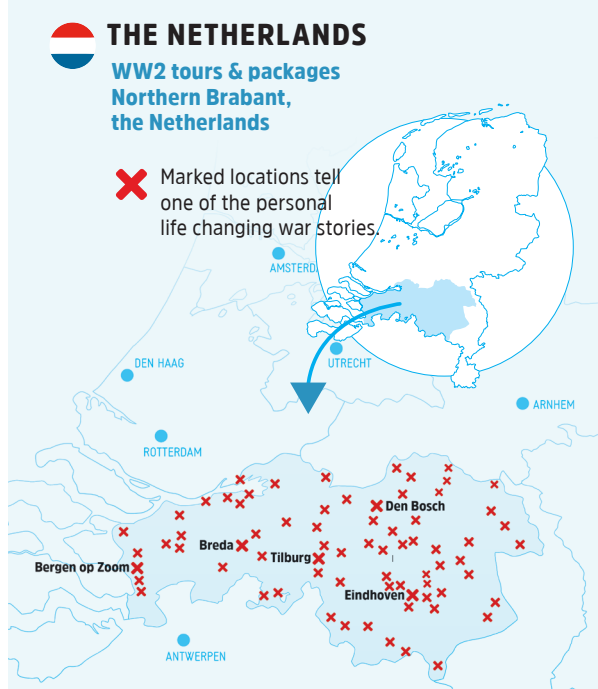 THE NETHERLANDS
WW2 tours & packages
Northern Brabant,
the Netherlands
Marked locations tell
one of the personal
life changing war stories.
AMSTERD
UTRECHT
DEN HAAG
ARNHEM
ROTTERDAM
Den Bosch
Breda
Tilburg
Bergen op Zoom
Eindhoven
ANTWERPEN